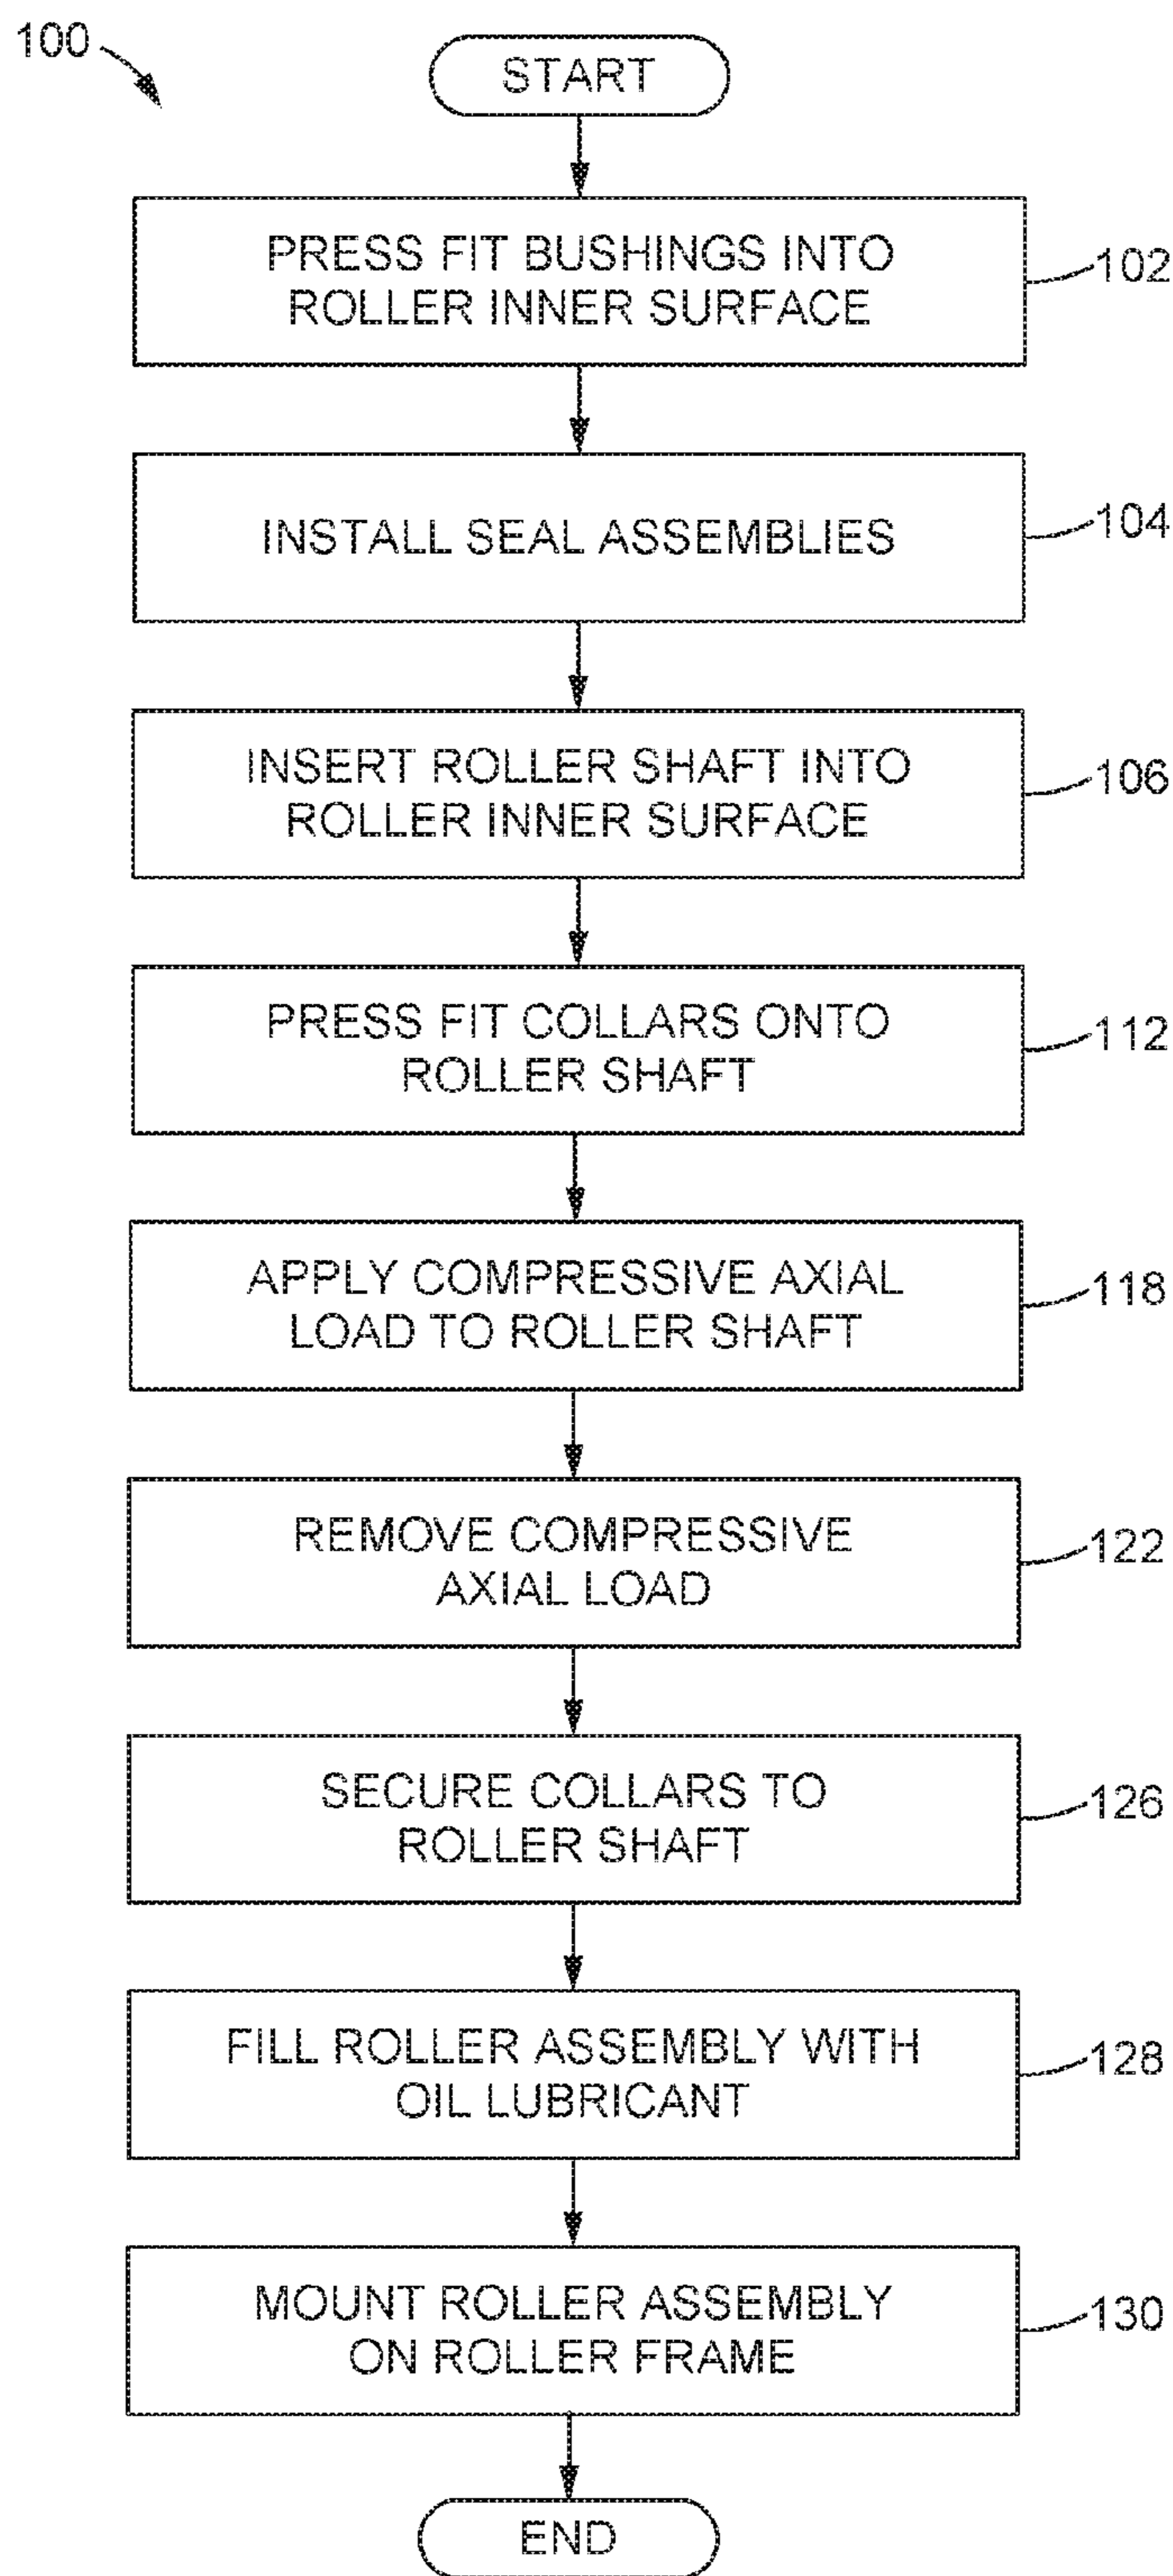 100
START
PRESS FIT BUSHINGS INTO
ROLLER INNER SURFACE
102
INSTALL SEAL ASSEMBLIES
104
INSERT ROLLER SHAFT INTO
ROLLER INNER SURFACE
106
PRESS FIT COLLARS ONTO
ROLLER SHAFT
112
APPLY COMPRESSIVE AXIAL
LOAD TO ROLLER SHAFT
118
REMOVE COMPRESSIVE
AXIAL LOAD
122
SECURE COLLARS TO
ROLLER SHAFT
126
FILL ROLLER ASSEMBLY WITH
OIL LUBRICANT
128
MOUNT ROLLER ASSEMBLY
ON ROLLER FRAME
130
END